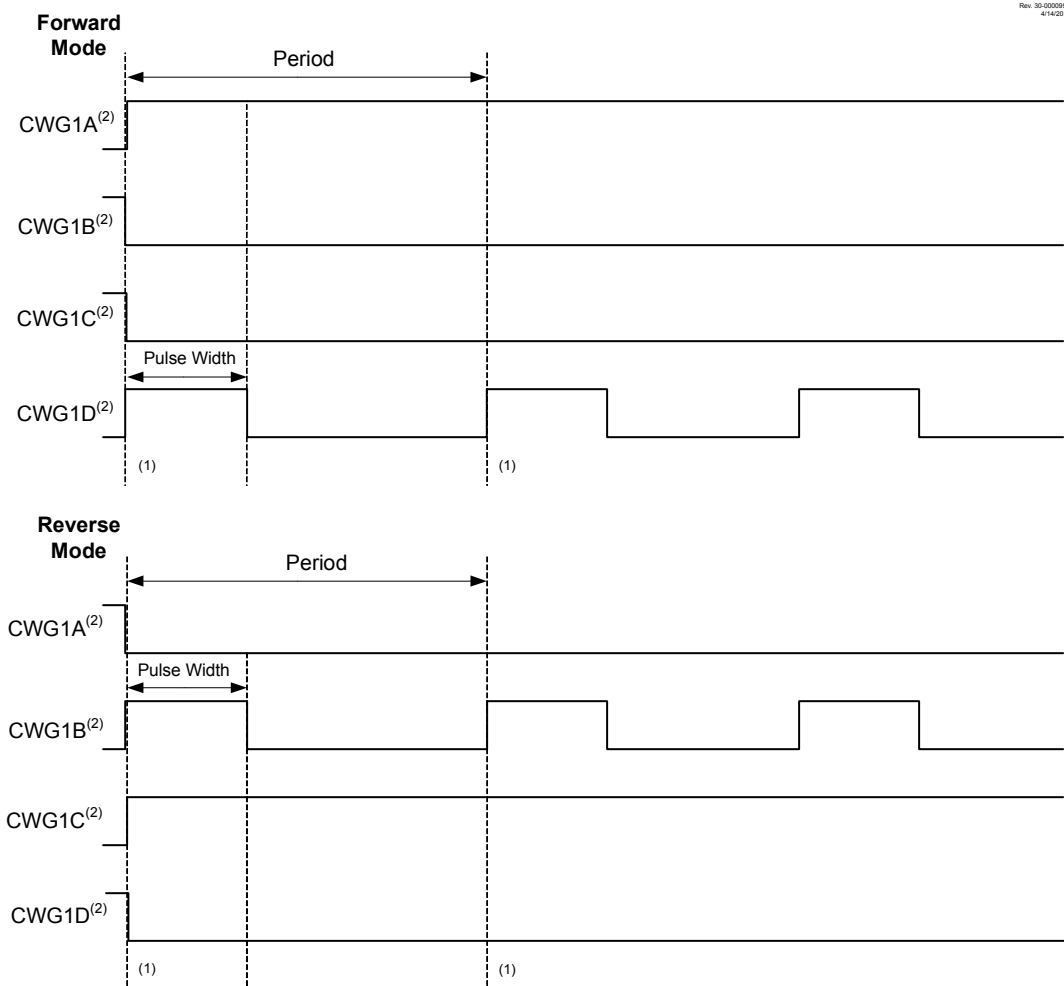 Rev. 30-000099
4/14/20
Forward
Mode
Period
CWG1A(2)
CWG1B(2)
CWG1C(2)
Pulse Width
CWG1D(2)
(1)
(1)
Reverse
Mode
Period
CWG1A(2)
Pulse Width
CWG1B(2)
CWG1C(2)
CWG1D(2)
(1)
(1)